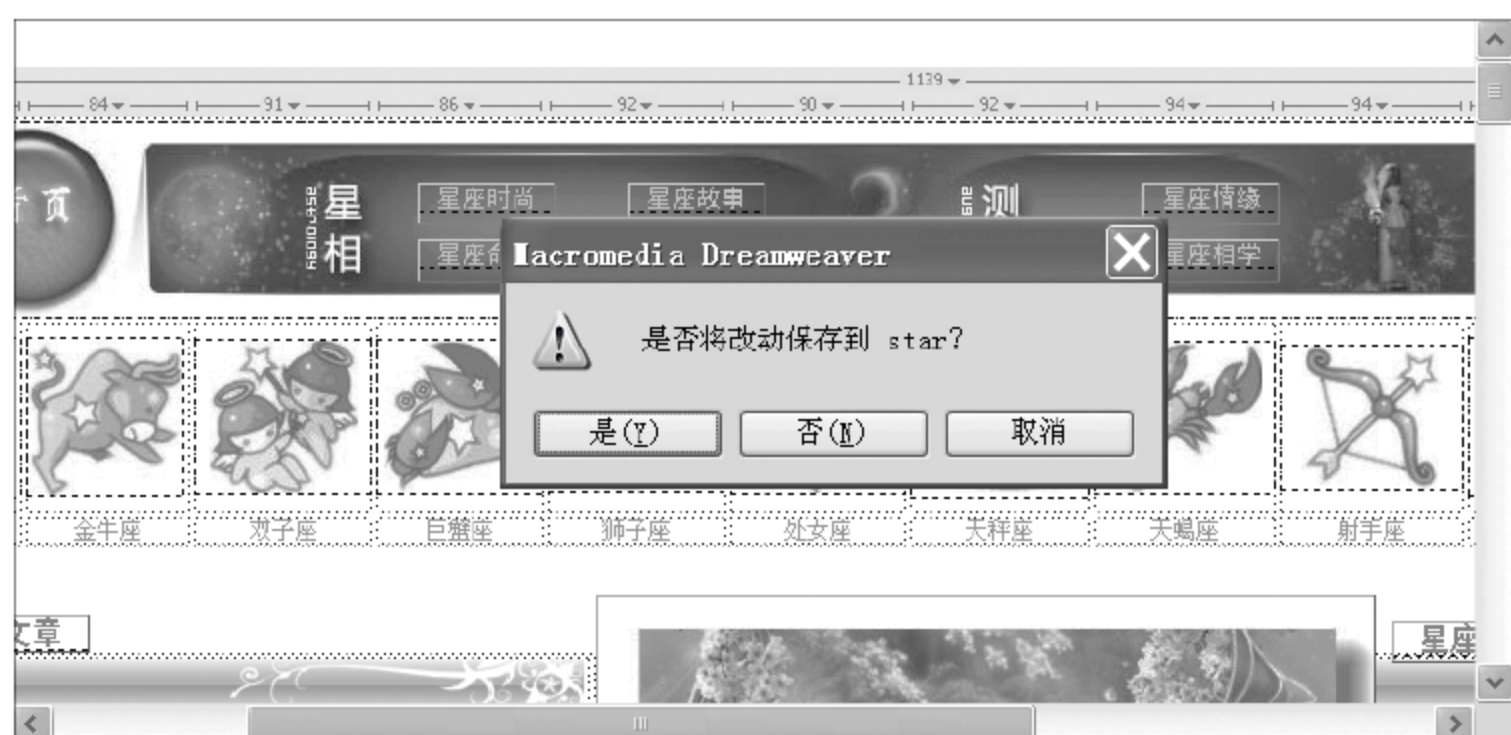 1139
84 91 86 92 90 92 94 94
页
星相
星座时尚
星座故事
测
星座情缘
星座相学
Macromedia Dreamweaver
是否将改动保存到 star?
是(Y) 否(N) 取消
金牛座 双子座 巨蟹座 狮子座 处女座 天秤座 天蝎座 射手座
文章
星座